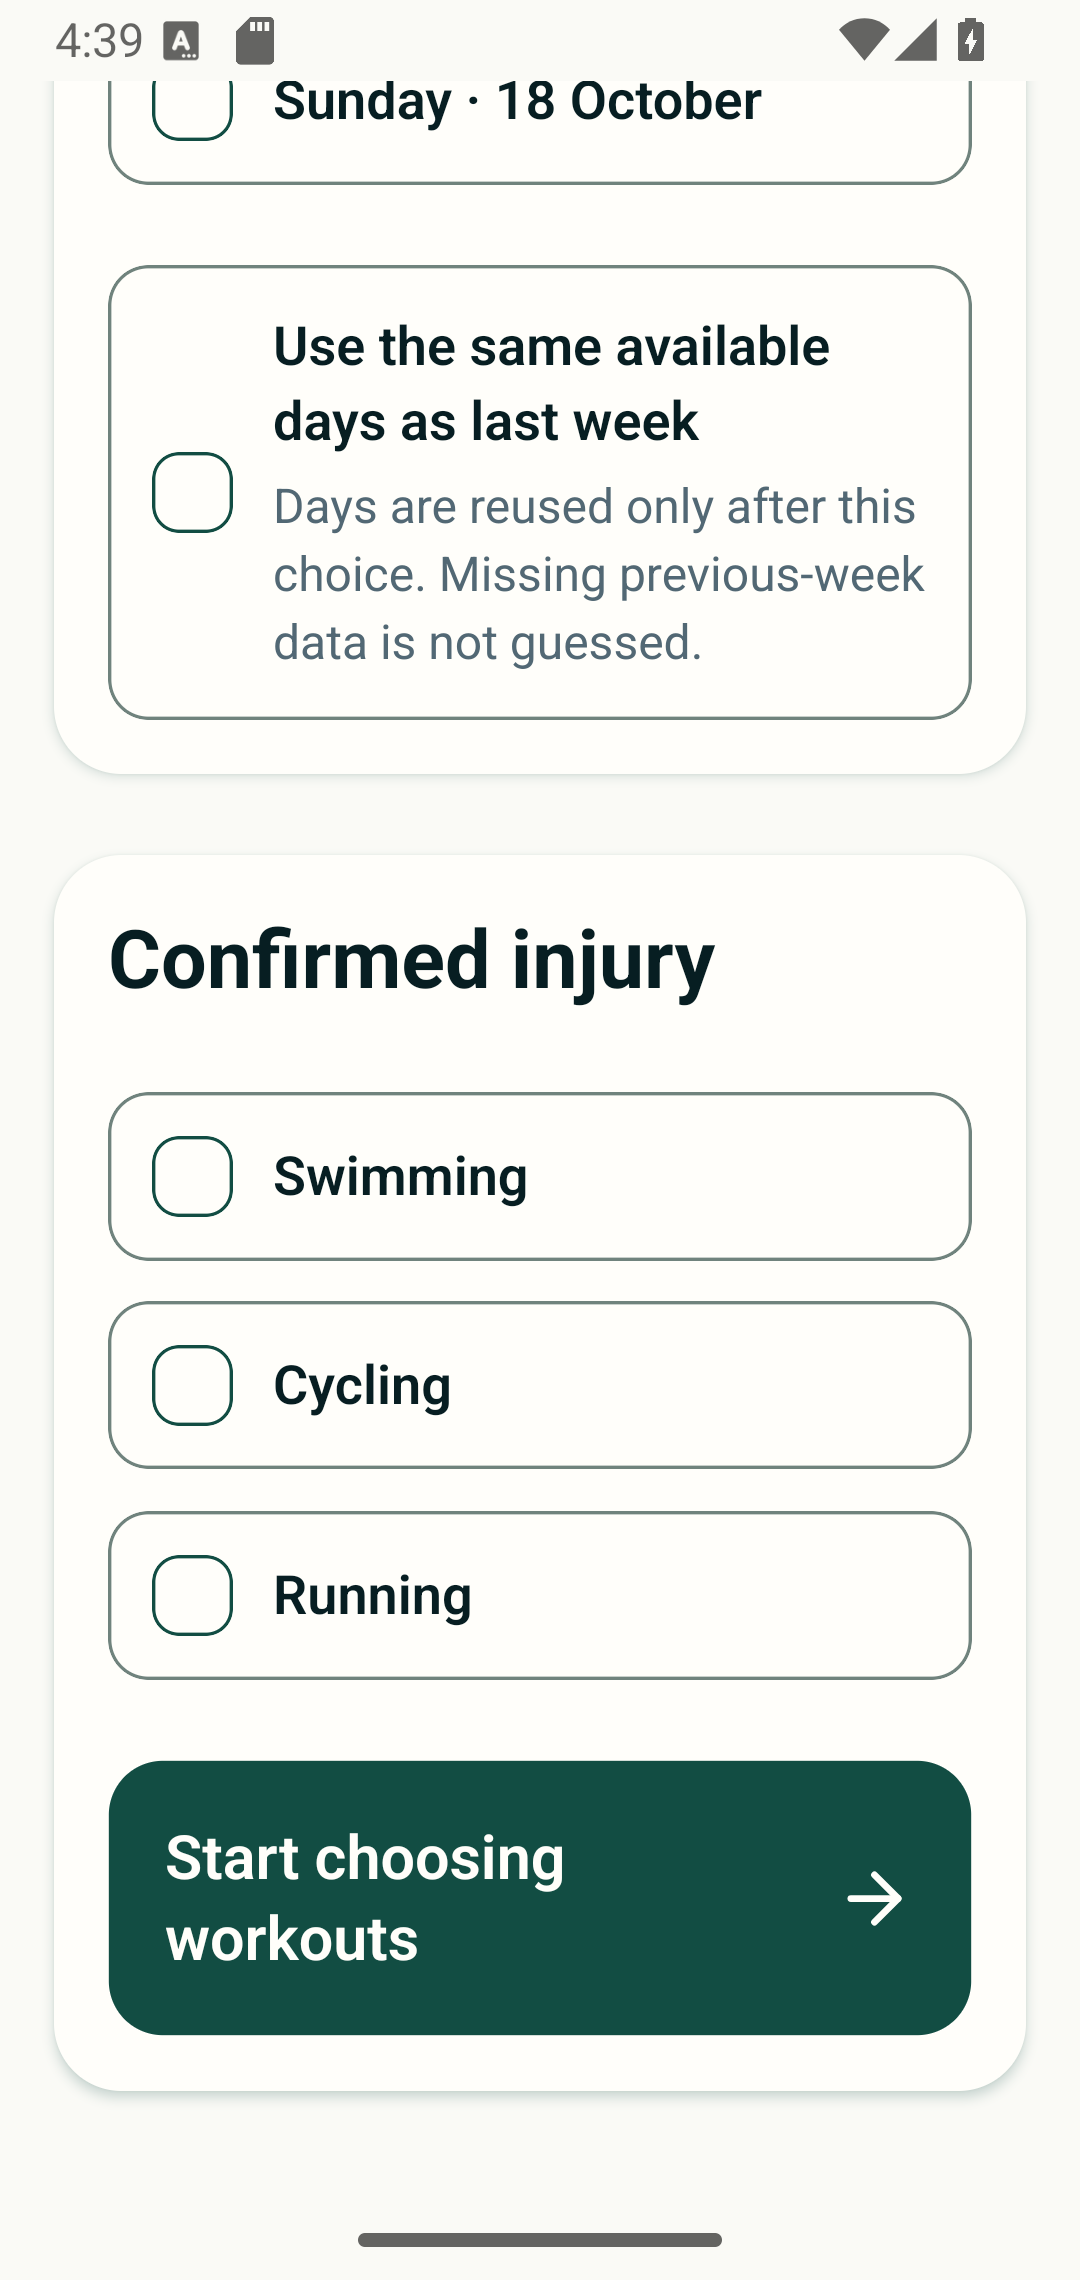 4:39
Sunday · 18 October
Use the same available
days as last week
Days are reused only after this
choice. Missing previous-week
data is not guessed.
Confirmed injury
Swimming
Cycling
Running
Start choosing
workouts